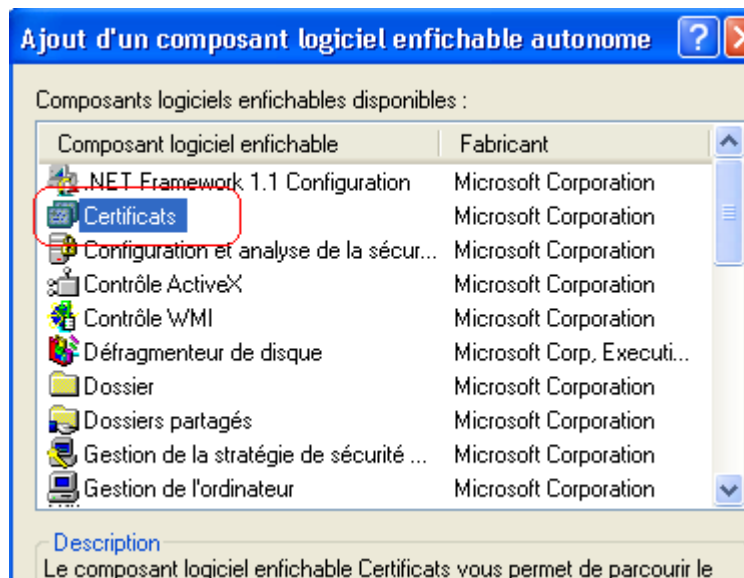 Ajout d'un composant logiciel enfichable autonome
Composants logiciels enfichables disponibles :
Composant logiciel enfichable Fabricant
.NET Framework 1.1 Configuration Microsoft Corporation
Certificats Microsoft Corporation
Configuration et analyse de la sécur... Microsoft Corporation
Contrôle ActiveX Microsoft Corporation
Contrôle WMI Microsoft Corporation
Défragmenteur de disque Microsoft Corp, Executi...
Dossier Microsoft Corporation
Dossiers partagés Microsoft Corporation
Gestion de la stratégie de sécurité ... Microsoft Corporation
Gestion de l'ordinateur Microsoft Corporation
Description
Le composant logiciel enfichable Certificats vous permet de parcourir le